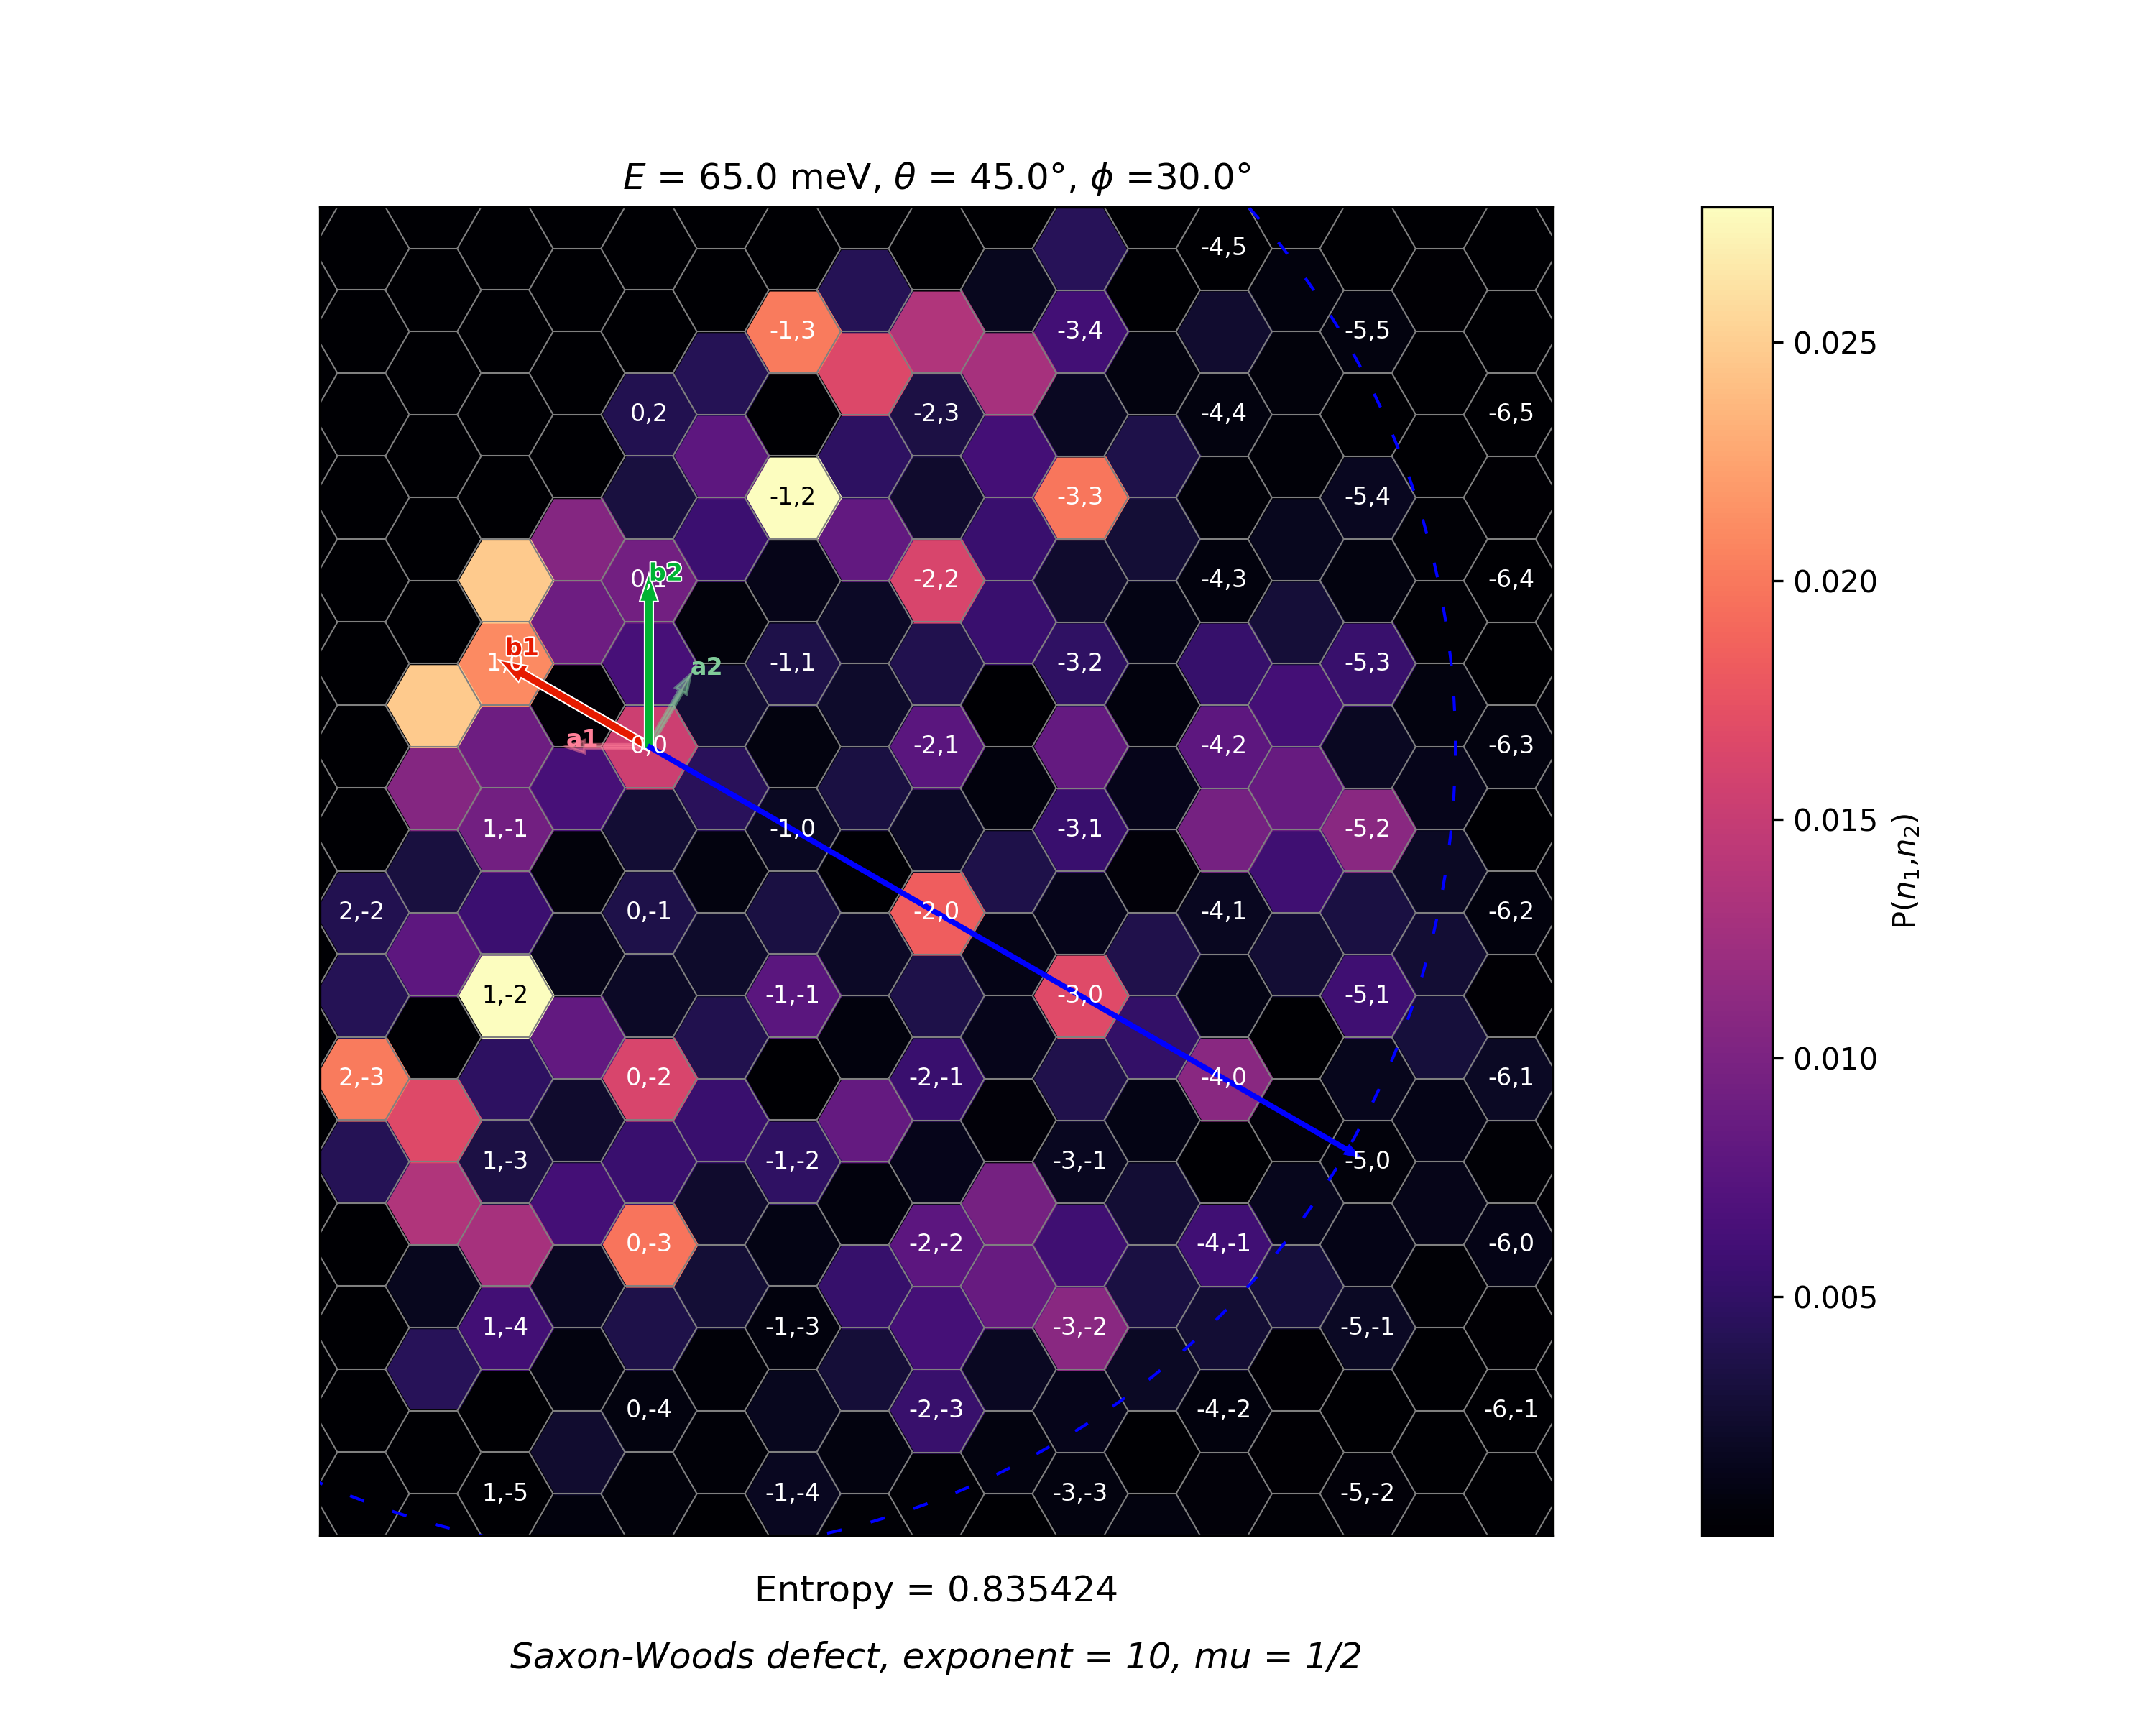 E = 65.0 meV, θ = 45.0°, ϕ =30.0°
-4,5
-1,3 -3,4 -5,5
0,2 -2,3 -4,4 -6,5
-1,2 -3,3 -5,4
b2 -2,2 -4,3 -6,4
b1 a2 -1,1 -3,2 -5,3
a1 0,0 -2,1 -4,2 -6,3
1,-1 -1,0 -3,1 -5,2
2,-2 0,-1 -2,0 -4,1 -6,2
1,-2 -1,-1 -3,0 -5,1
2,-3 0,-2 -2,-1 -4,0 -6,1
1,-3 -1,-2 -3,-1 -5,0
0,-3 -2,-2 -4,-1 -6,0
1,-4 -1,-3 -3,-2 -5,-1
0,-4 -2,-3 -4,-2 -6,-1
1,-5 -1,-4 -3,-3 -5,-2
0.025
0.020
0.015
0.010
0.005
P(n₁,n₂)
Entropy = 0.835424
Saxon-Woods defect, exponent = 10, mu = 1/2